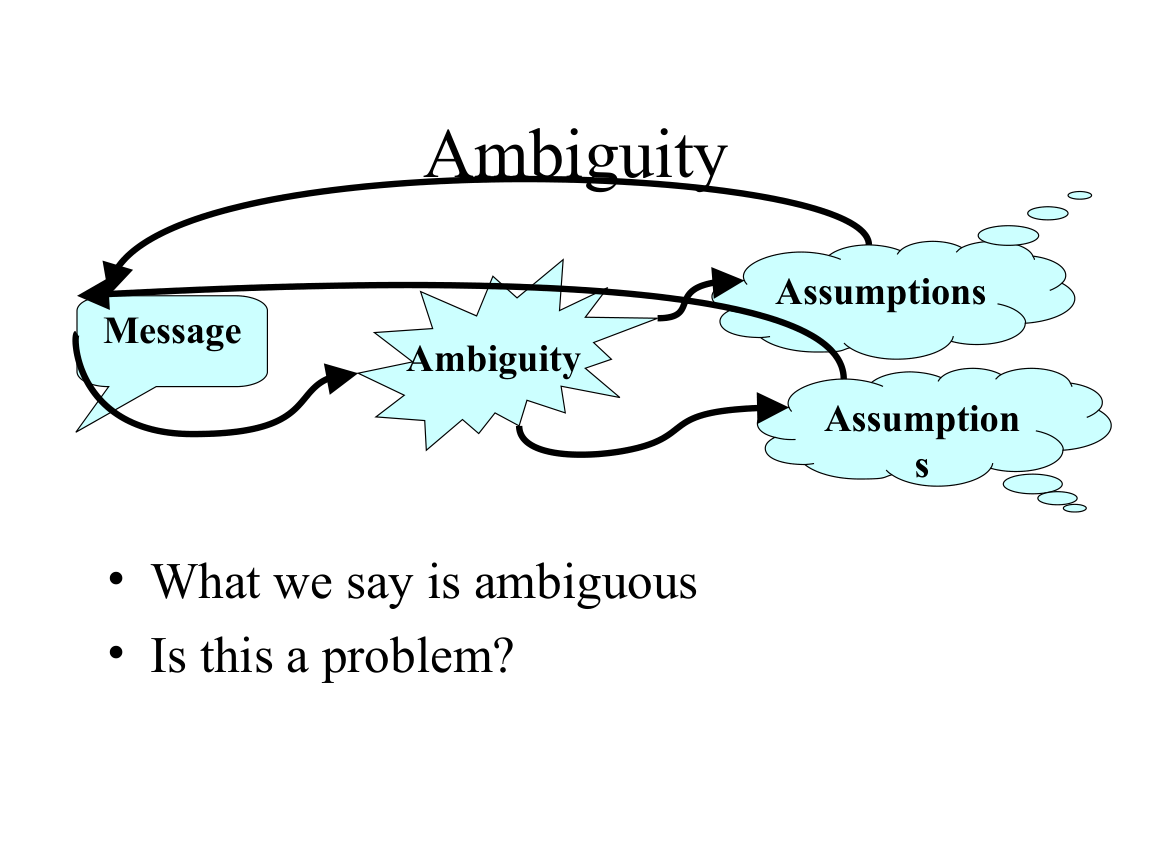 Ambiguity
Message
Ambiguity
Assumptions
Assumption
s
• What we say is ambiguous
• Is this a problem?